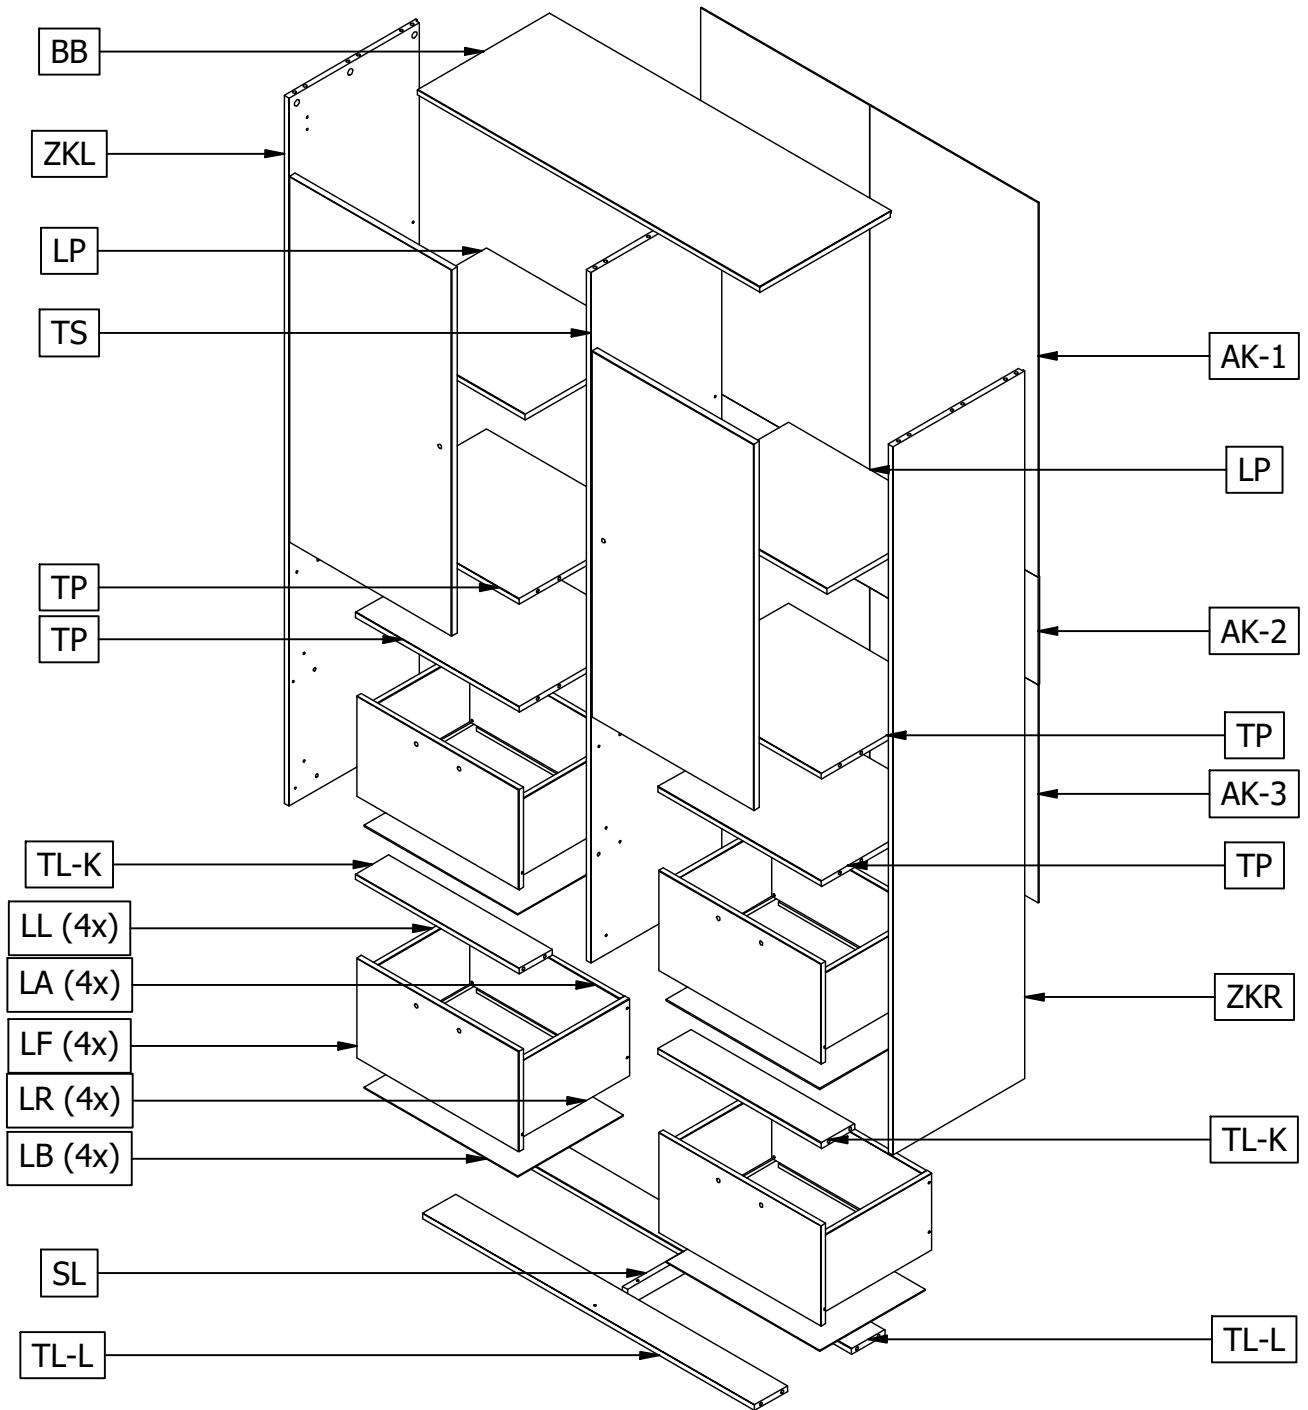 BB
ZKL
LP
TS
AK-1
LP
TP
TP
AK-2
TP
AK-3
TL-K
TP
LL (4x)
LA (4x)
ZKR
LF (4x)
LR (4x)
TL-K
LB (4x)
SL
TL-L
TL-L